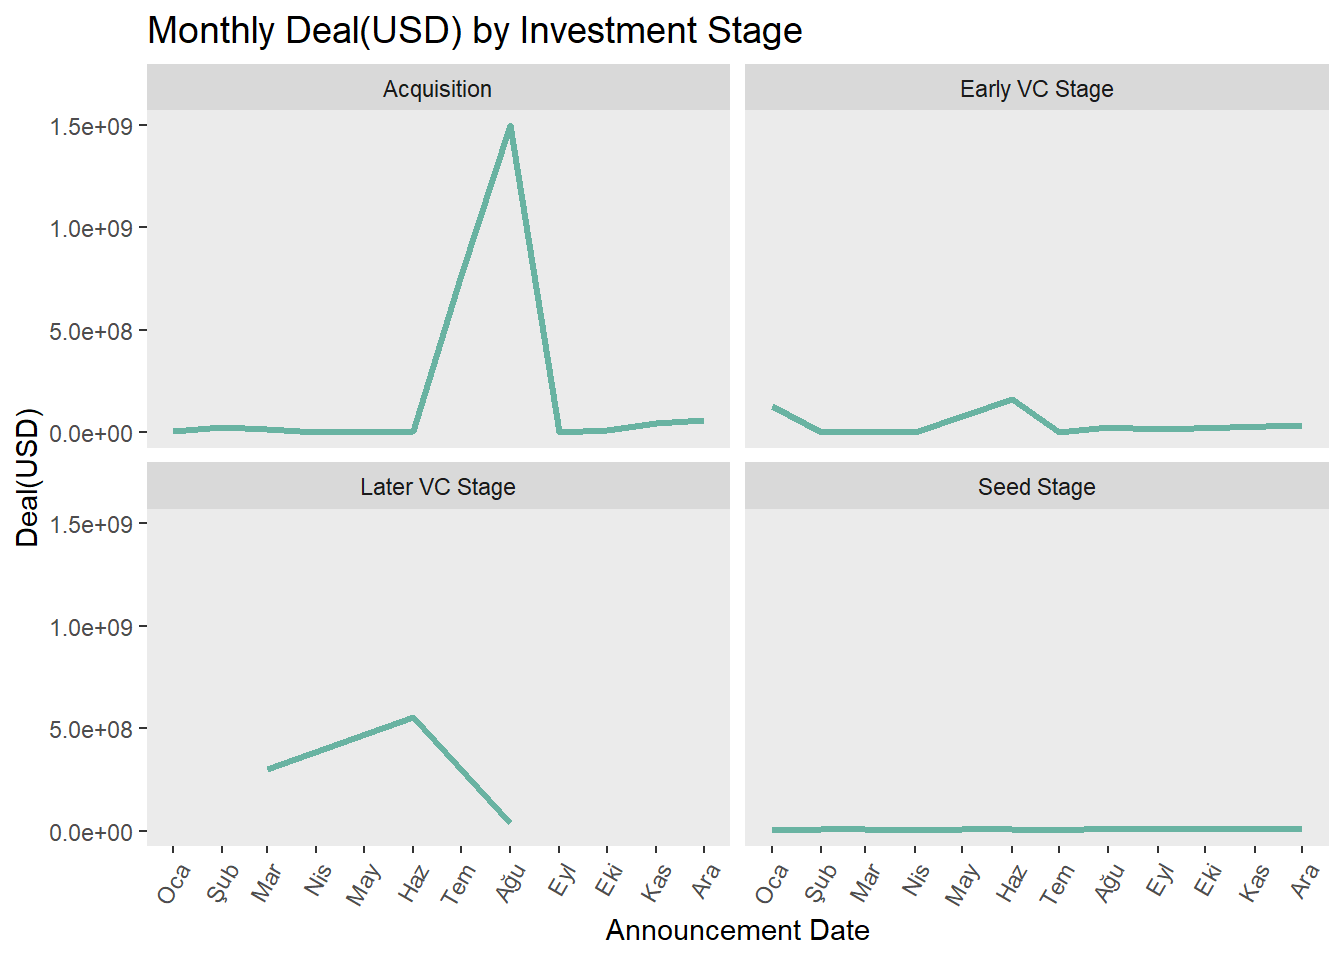 Monthly Deal(USD) by Investment Stage
Acquisition
Early VC Stage
1.5e+09
1.0e+09
5.0e+08
0.0e+00
Later VC Stage
Seed Stage
1.5e+09
1.0e+09
5.0e+08
0.0e+00
Deal(USD)
Oca Şub Mar Nis May Haz Tem Ağu Eyl Eki Kas Ara
Oca Şub Mar Nis May Haz Tem Ağu Eyl Eki Kas Ara
Announcement Date